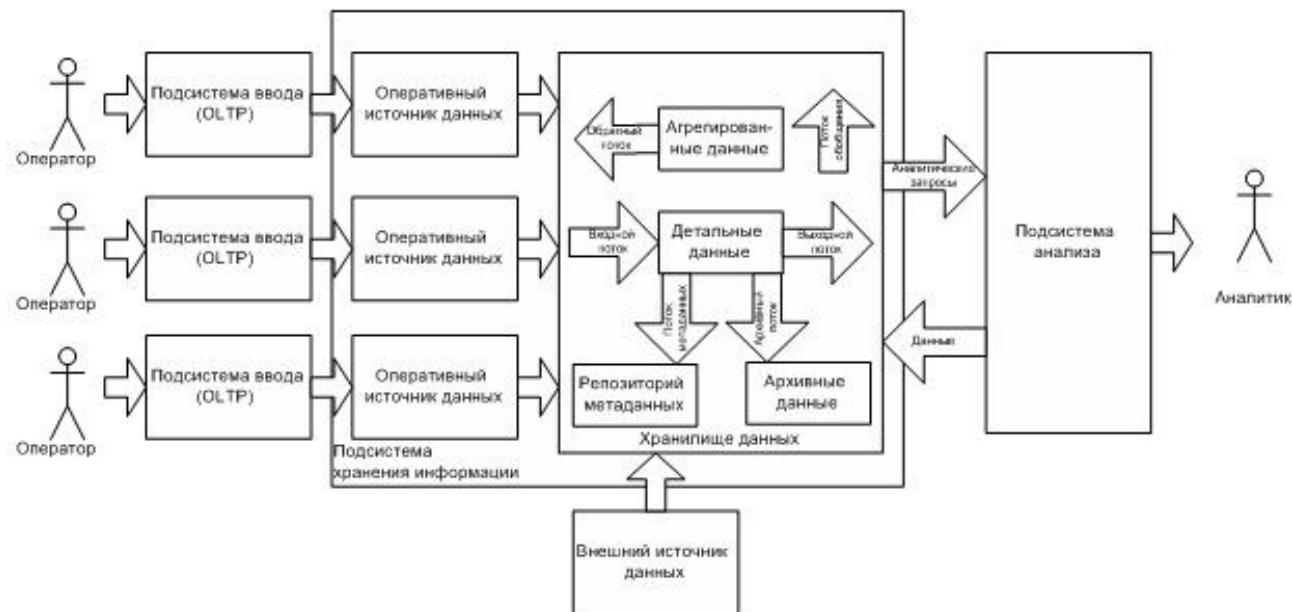 Подсистема ввода
(OLTP)
Оперативный
источник данных
Оператор
Обратный
поток
Агрегирован-
ные данные
Поток
обобщения
Аналитические
запросы
Подсистема ввода
(OLTP)
Оперативный
источник данных
Оператор
Входной
поток
Детальные
данные
Выходной
поток
Подсистема
анализа
Аналитик
Поток
метаданных
Архивный
поток
Данные
Подсистема ввода
(OLTP)
Оперативный
источник данных
Оператор
Репозиторий
метаданных
Архивные
данные
Хранилище данных
Подсистема
хранения информации
Внешний источник
данных